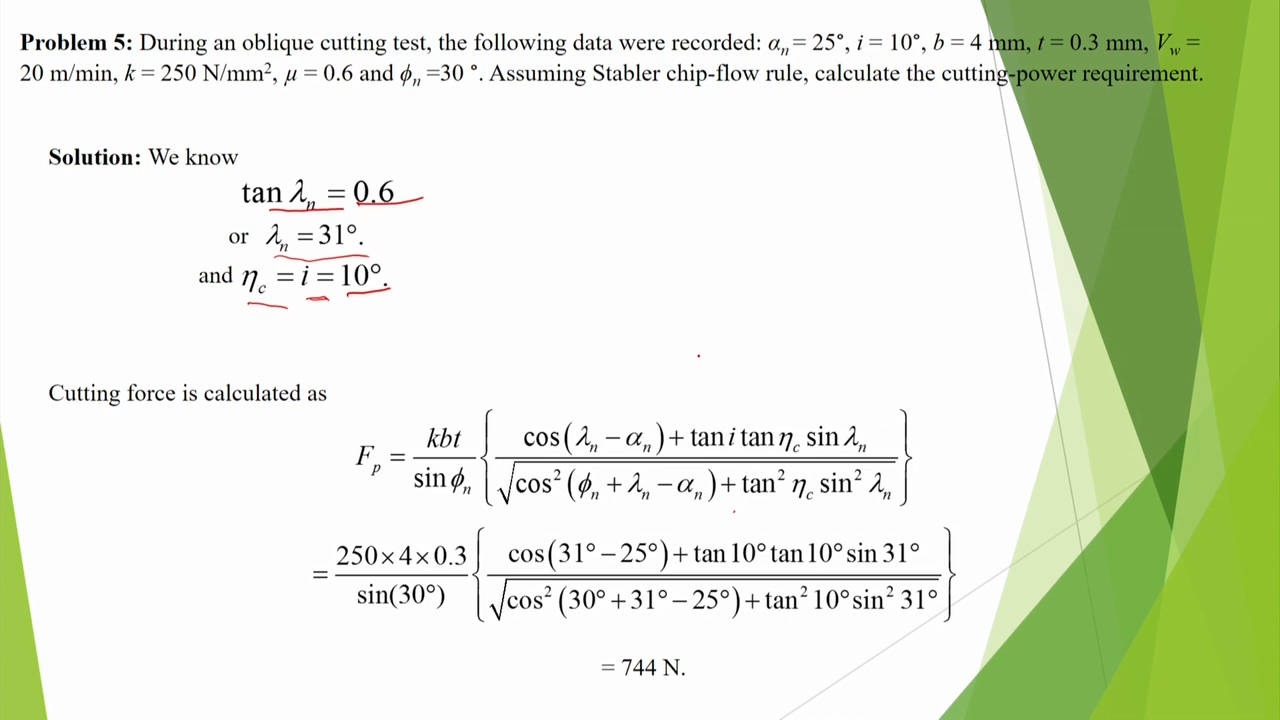 Problem 5: During an oblique cutting test, the following data were recorded: αₙ = 25°, i = 10°, b = 4 mm, t = 0.3 mm, V_w =
20 m/min, k = 250 N/mm², μ = 0.6 and ϕₙ =30 °. Assuming Stabler chip-flow rule, calculate the cutting-power requirement.
Solution: We know
tan λₙ = 0.6
or λₙ = 31°.
and η_c = i = 10°.
Cutting force is calculated as
F_p = kbt / sin ϕₙ { cos(λₙ − αₙ) + tan i tan η_c sin λₙ / √(cos² (ϕₙ + λₙ − αₙ) + tan² η_c sin² λₙ) }
= 250×4×0.3 / sin(30°) { cos(31° − 25°) + tan 10° tan 10° sin 31° / √(cos² (30° + 31° − 25°) + tan² 10° sin² 31°) }
= 744 N.